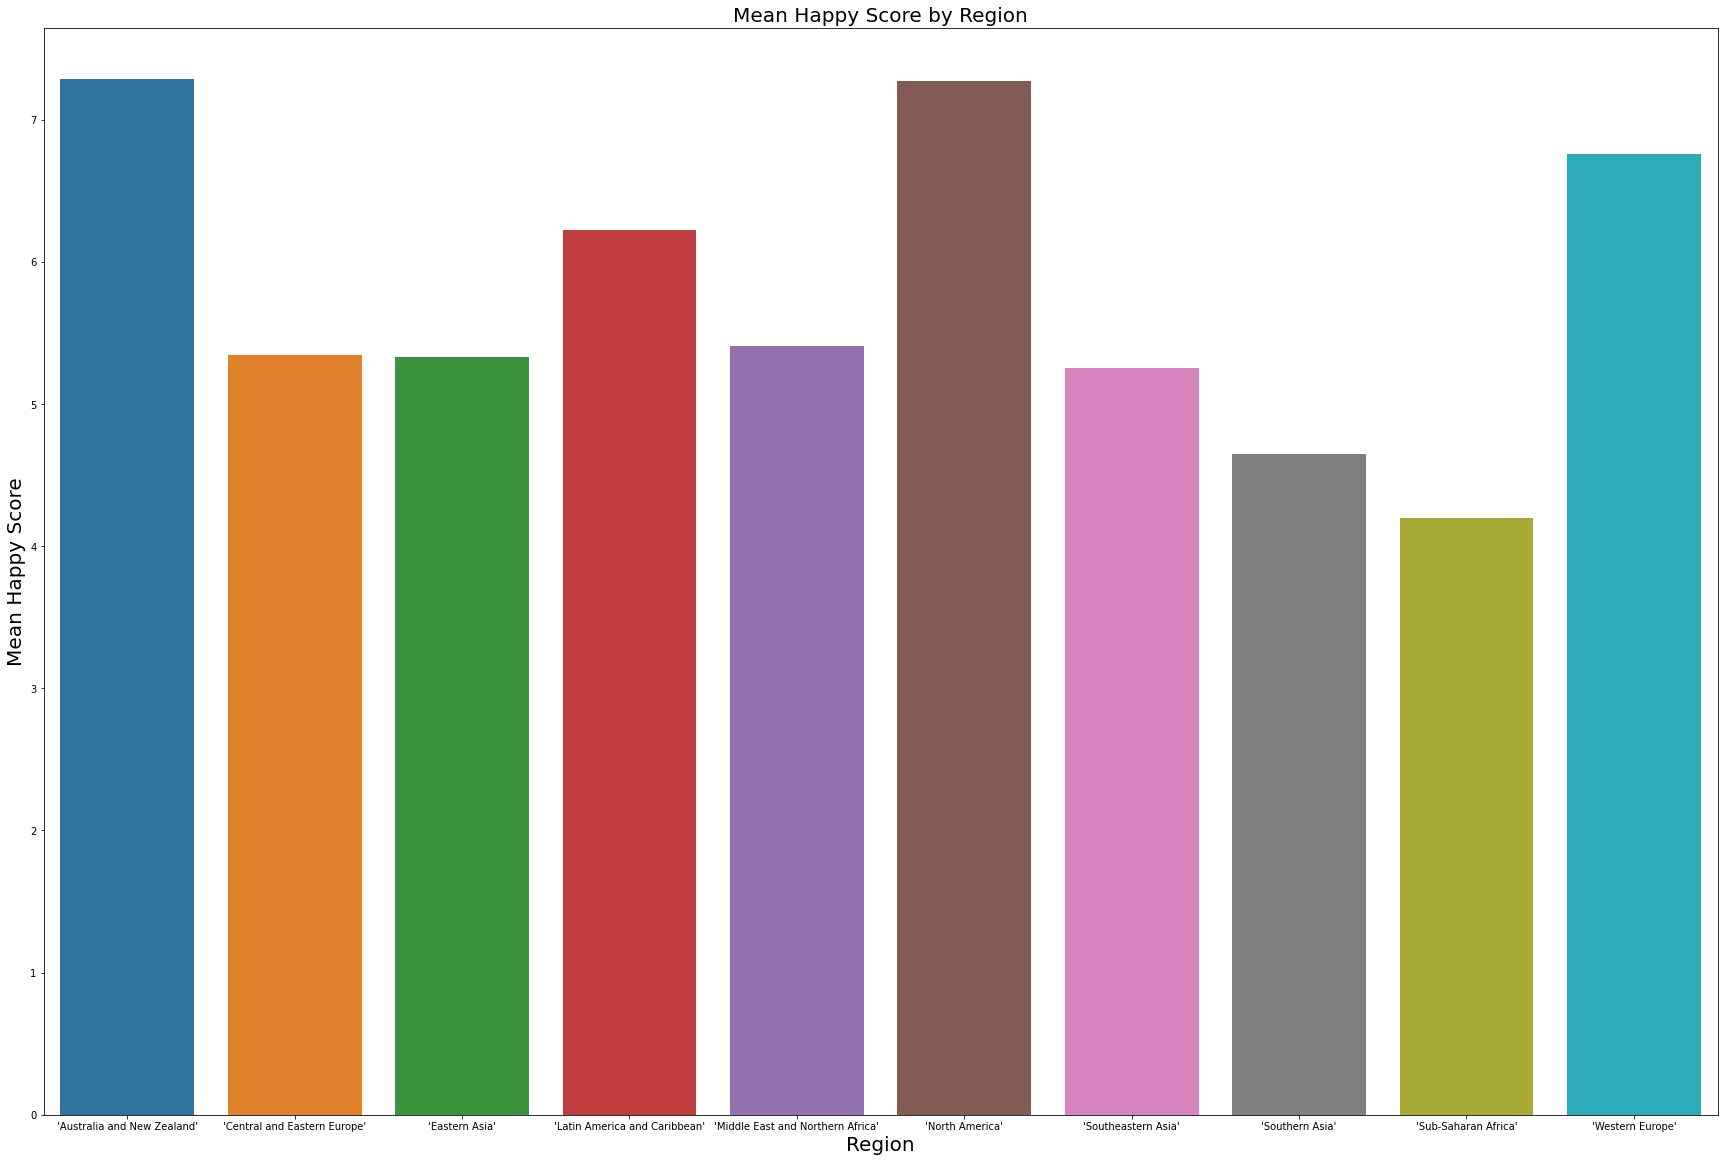 Mean Happy Score by Region
Mean Happy Score
7
6
5
4
3
2
1
0
'Australia and New Zealand'
'Central and Eastern Europe'
'Eastern Asia'
'Latin America and Caribbean'
'Middle East and Northern Africa'
'North America'
'Southeastern Asia'
'Southern Asia'
'Sub-Saharan Africa'
'Western Europe'
Region